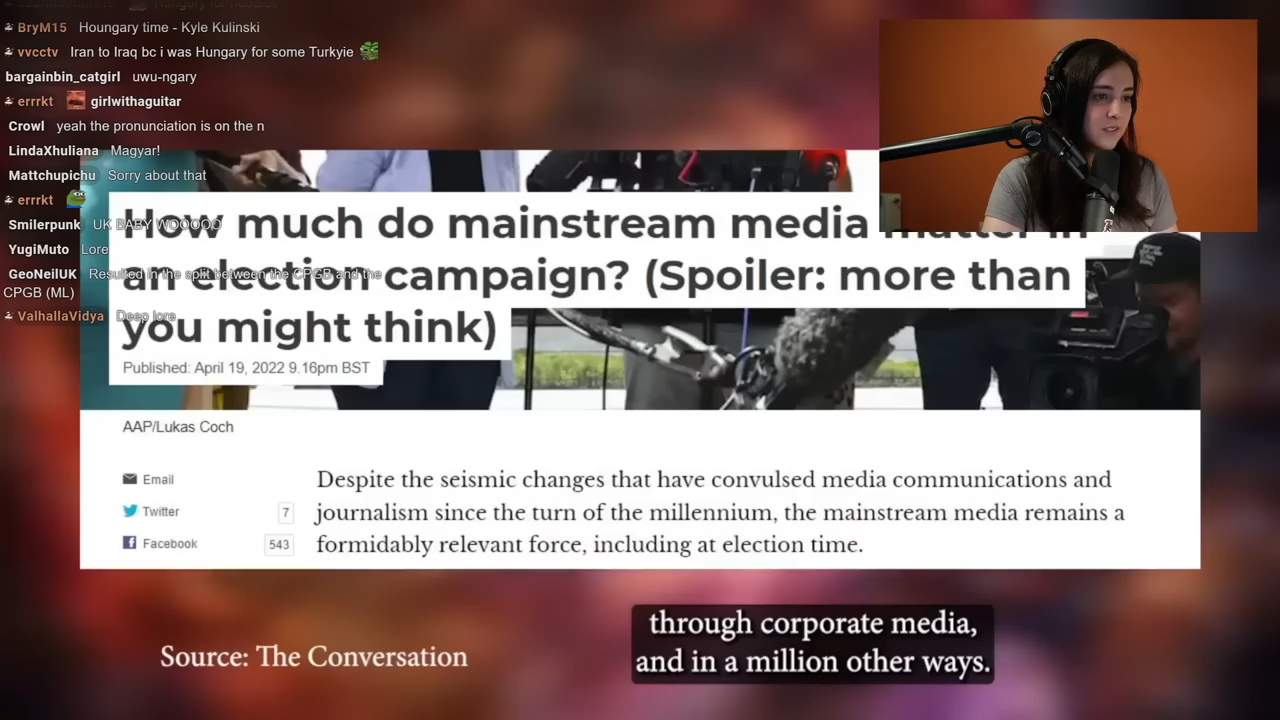 BryM15 Houngary time - Kyle Kulinski
vvcctv Iran to Iraq bc i was Hungary for some Turkyie
bargainbin_catgirl uwu-ngary
errrkt girlwithaguitar
Crowl yeah the pronunciation is on the n
LindaXhuliana Magyar!
Mattchupichu Sorry about that
errrkt
Smilerpunk UK BABY WOOOOO
YugiMuto Lore
GeoNeilUK Resulted in the split between the CPGB and the
CPGB (ML)
ValhallaVidya Deep lore
How much do mainstream media matter in
an election campaign? (Spoiler: more than
you might think)
Published: April 19, 2022 9.16pm BST
AAP/Lukas Coch
Email
Twitter 7
Facebook 543
Despite the seismic changes that have convulsed media communications and
journalism since the turn of the millennium, the mainstream media remains a
formidably relevant force, including at election time.
Source: The Conversation
through corporate media,
and in a million other ways.